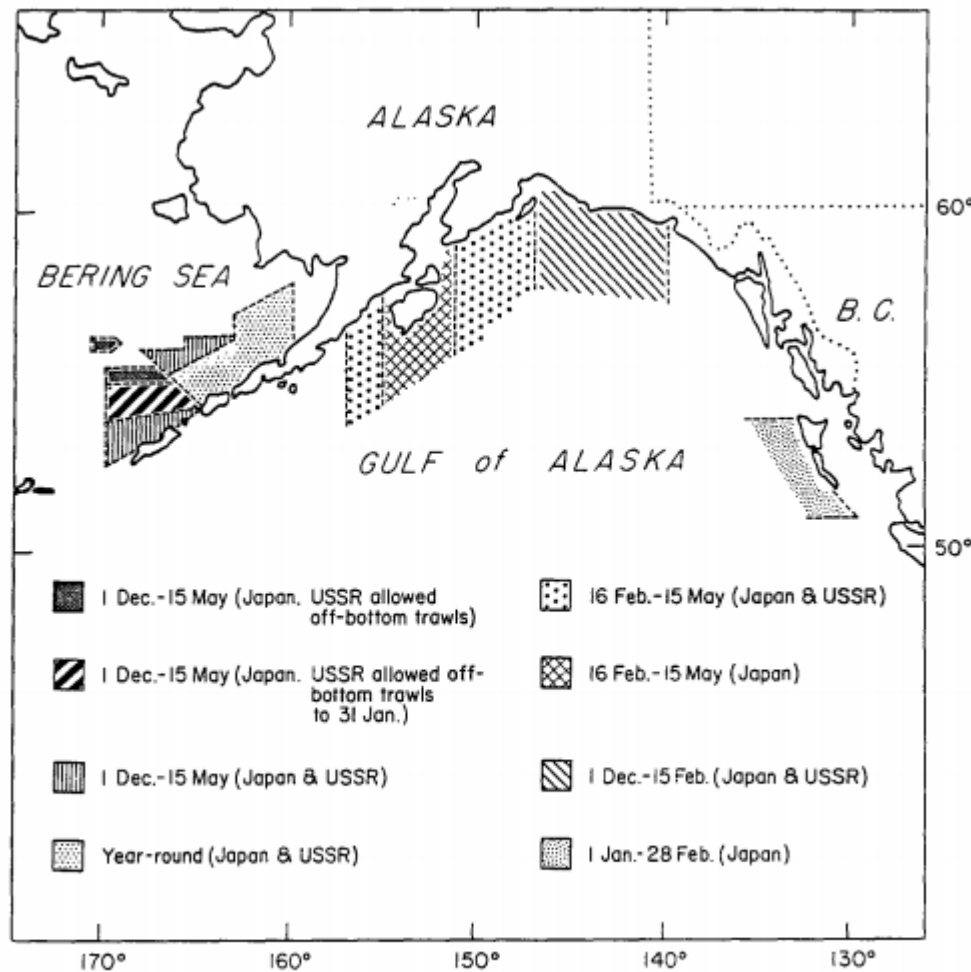 ALASKA
60°
BERING SEA
B.C.
GULF of ALASKA
50°
1 Dec.-15 May (Japan. USSR allowed
off-bottom trawls)
1 Dec.-15 May (Japan. USSR allowed off-
bottom trawls
to 31 Jan.)
1 Dec.-15 May (Japan & USSR)
Year-round (Japan & USSR)
16 Feb.-15 May (Japan & USSR)
16 Feb.-15 May (Japan)
1 Dec.-15 Feb. (Japan & USSR)
1 Jan.-28 Feb. (Japan)
170°
160°
150°
140°
130°